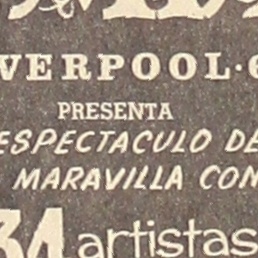 VERPOOL·6
PRESENTA
ESPECTACULO DE
MARAVILLA CON
34 artistas